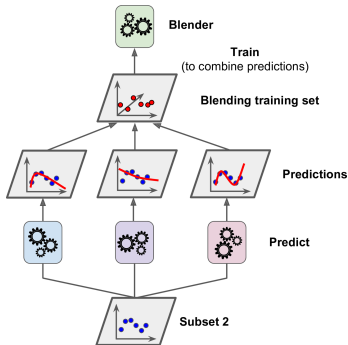 Blender
Train
(to combine predictions)
Blending training set
Predictions
Predict
Subset 2